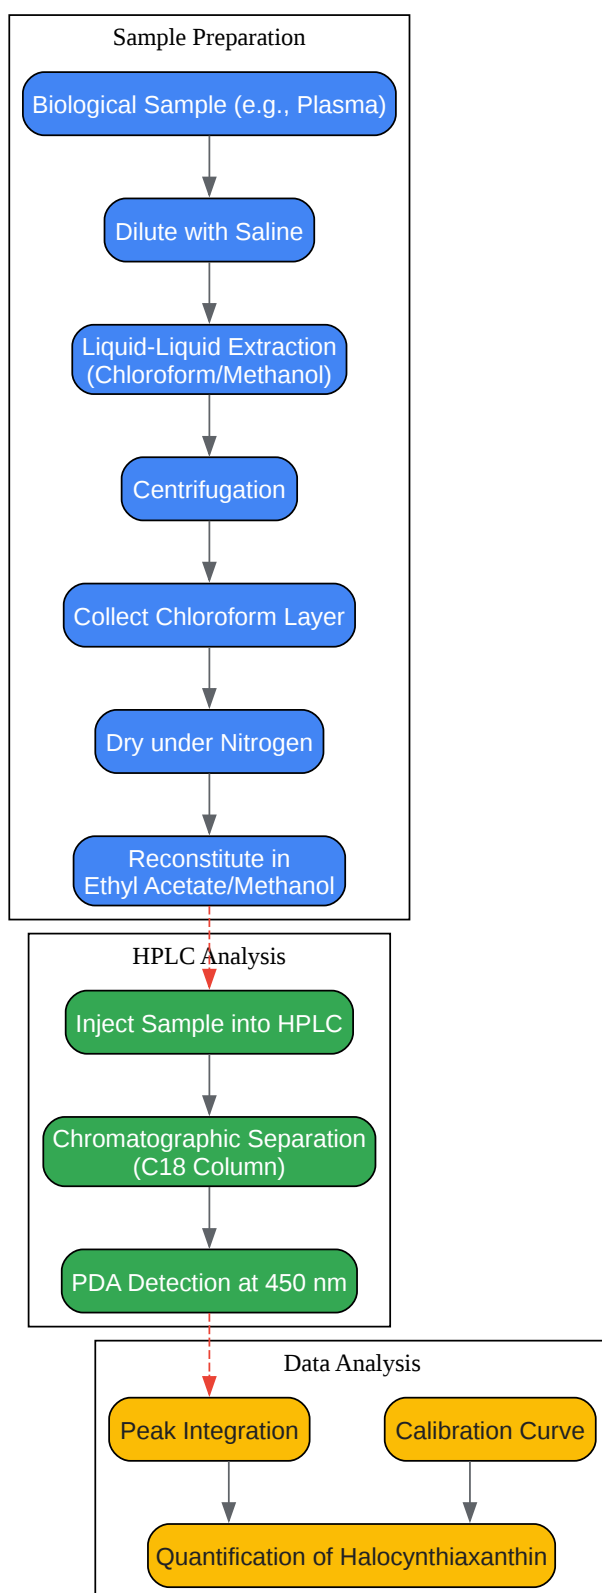 Sample Preparation
Biological Sample (e.g., Plasma)
Dilute with Saline
Liquid-Liquid Extraction
(Chloroform/Methanol)
Centrifugation
Collect Chloroform Layer
Dry under Nitrogen
Reconstitute in
Ethyl Acetate/Methanol
HPLC Analysis
Inject Sample into HPLC
Chromatographic Separation
(C18 Column)
PDA Detection at 450 nm
Data Analysis
Peak Integration
Calibration Curve
Quantification of Halocynthiaxanthin